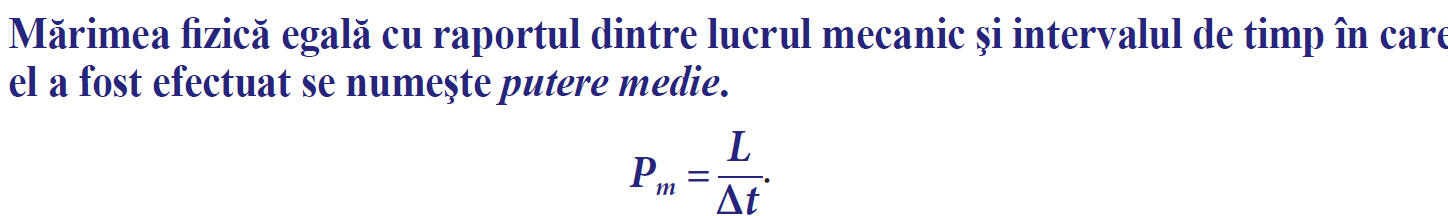 Mărimea fizică egală cu raportul dintre lucrul mecanic şi intervalul de timp în care
el a fost efectuat se numeşte putere medie.
Pₘ = L/Δt.